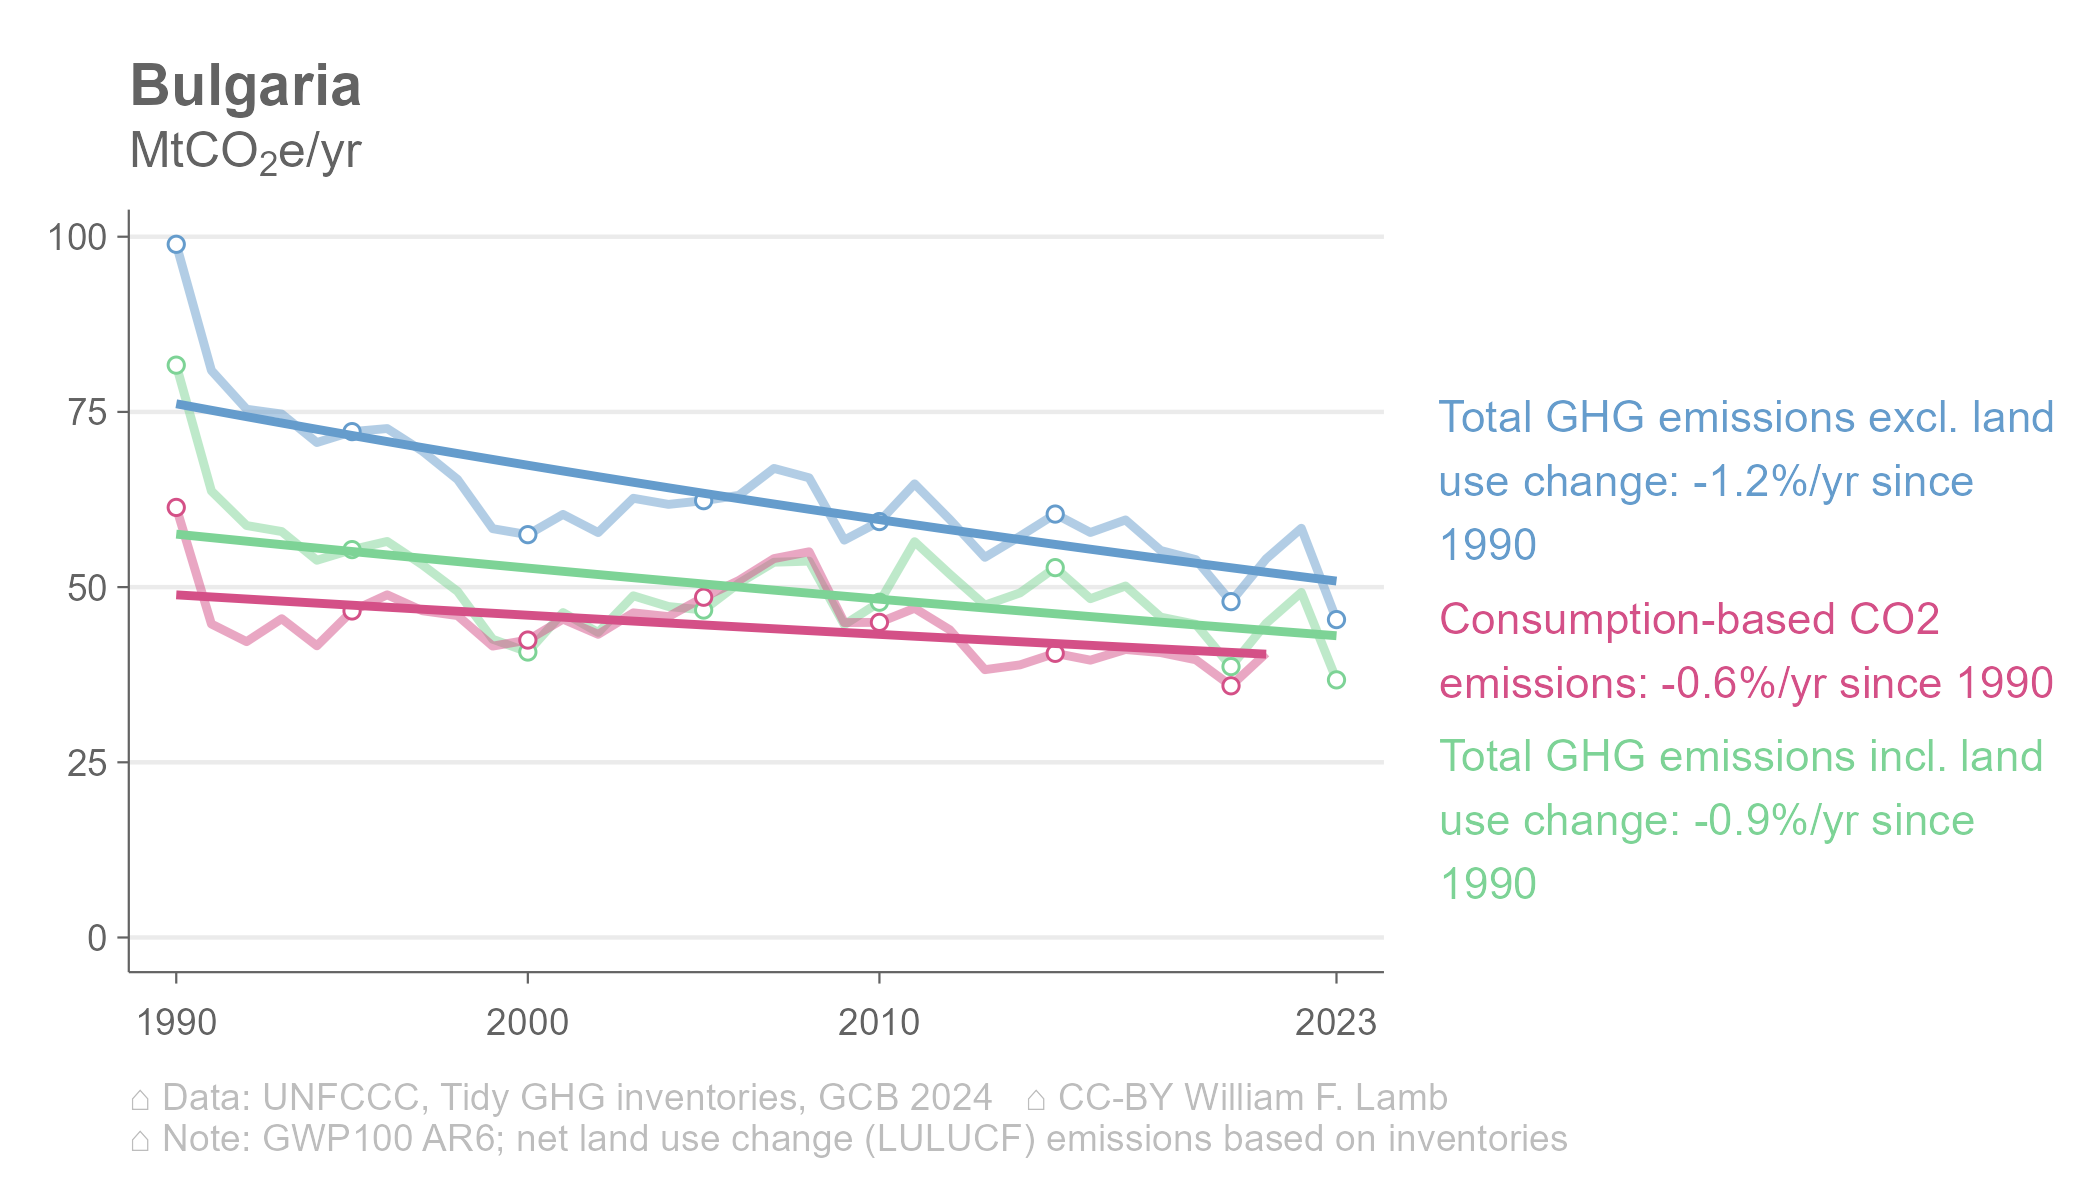 Bulgaria
MtCO₂e/yr
100
75
50
25
0
1990
2000
2010
2023
Total GHG emissions excl. land
use change: -1.2%/yr since
1990
Consumption-based CO2
emissions: -0.6%/yr since 1990
Total GHG emissions incl. land
use change: -0.9%/yr since
1990
⌂ Data: UNFCCC, Tidy GHG inventories, GCB 2024 ⌂ CC-BY William F. Lamb
⌂ Note: GWP100 AR6; net land use change (LULUCF) emissions based on inventories